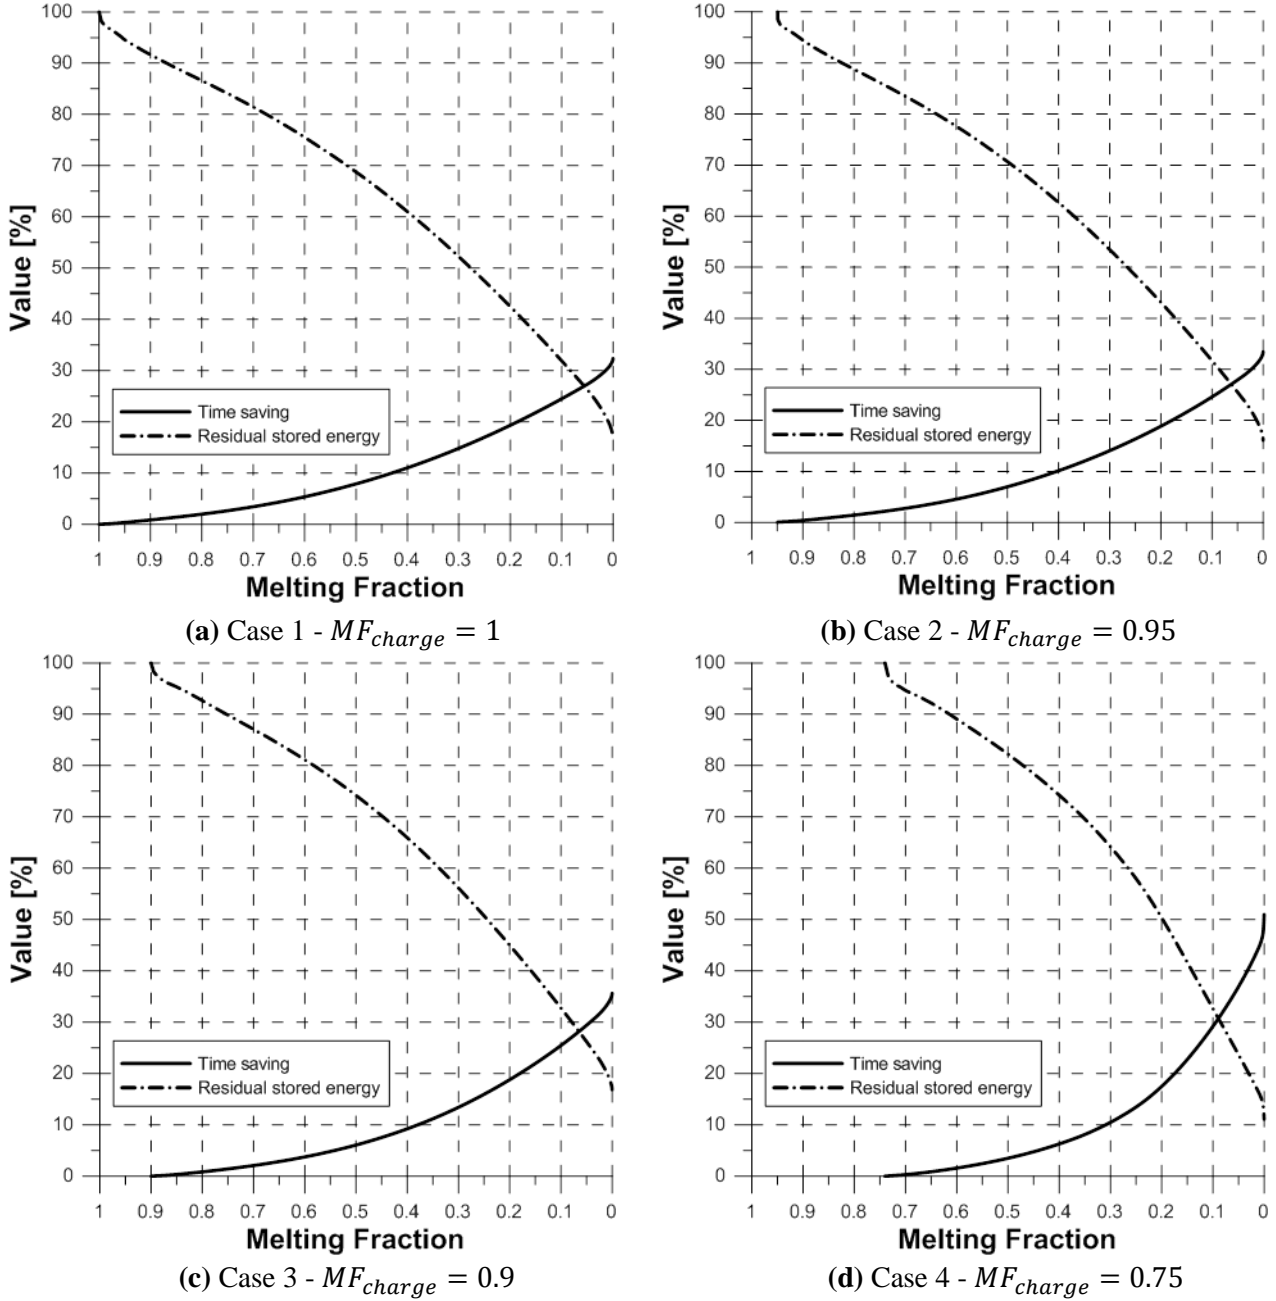 100
90
80
70
60
50
40
30
20
10
0
Value [%]
Time saving
Residual stored energy
1 0.9 0.8 0.7 0.6 0.5 0.4 0.3 0.2 0.1 0
Melting Fraction
(a) Case 1 - MF_charge = 1
100
90
80
70
60
50
40
30
20
10
0
Value [%]
Time saving
Residual stored energy
1 0.9 0.8 0.7 0.6 0.5 0.4 0.3 0.2 0.1 0
Melting Fraction
(b) Case 2 - MF_charge = 0.95
100
90
80
70
60
50
40
30
20
10
0
Value [%]
Time saving
Residual stored energy
1 0.9 0.8 0.7 0.6 0.5 0.4 0.3 0.2 0.1 0
Melting Fraction
(c) Case 3 - MF_charge = 0.9
100
90
80
70
60
50
40
30
20
10
0
Value [%]
Time saving
Residual stored energy
1 0.9 0.8 0.7 0.6 0.5 0.4 0.3 0.2 0.1 0
Melting Fraction
(d) Case 4 - MF_charge = 0.75